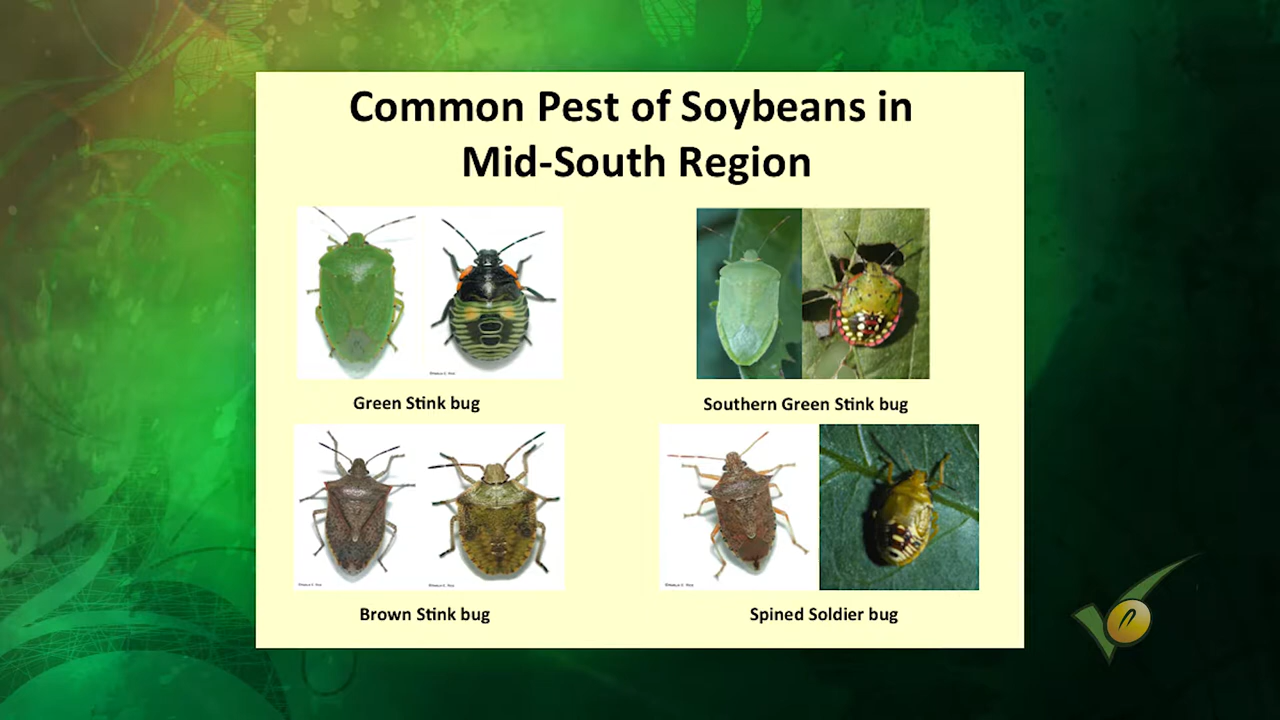 Common Pest of Soybeans in
Mid-South Region
Green Stink bug
Southern Green Stink bug
Brown Stink bug
Spined Soldier bug